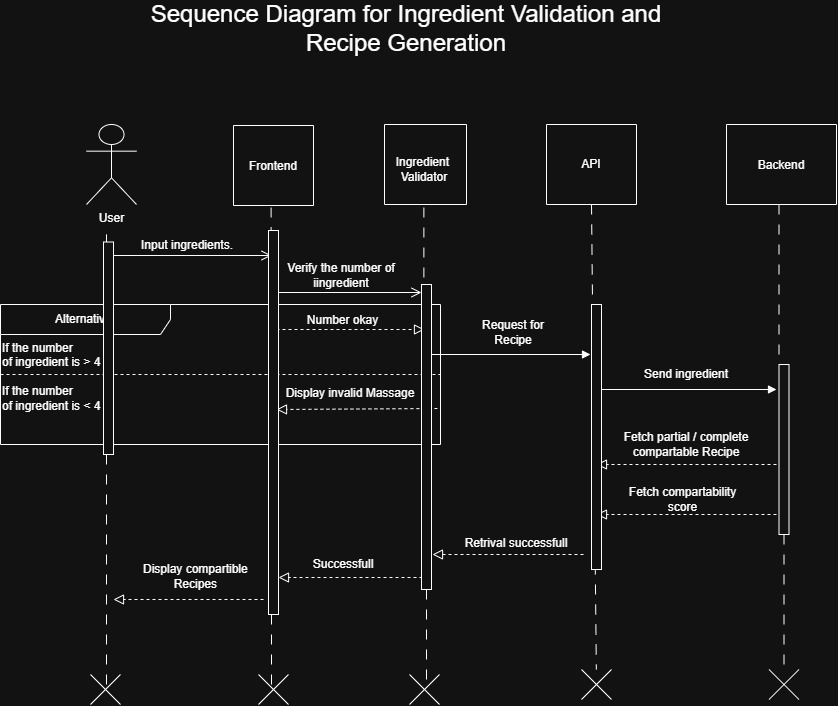 Sequence Diagram for Ingredient Validation and
Recipe Generation
User
Frontend
Ingredient
Validator
API
Backend
Input ingredients.
Verify the number of
iingredient
Alternativ
Number okay
Request for
Recipe
If the number
of ingredient is > 4
Send ingredient
If the number
of ingredient is < 4
Display invalid Massage
Fetch partial / complete
compartable Recipe
Fetch compartability
score
Retrival successfull
Successfull
Display compartible
Recipes